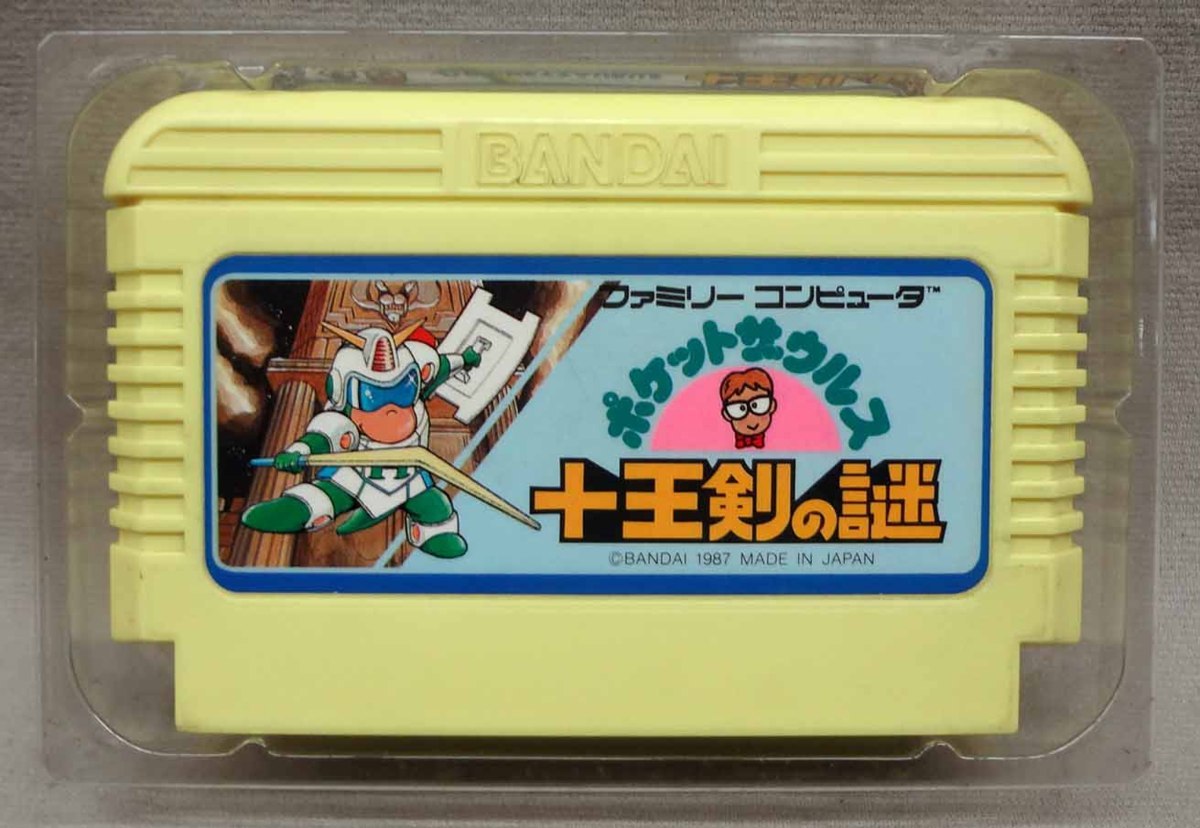 BANDAI
ファミリー コンピュータ™
ポケットザウルス
十王剣の謎
©BANDAI 1987 MADE IN JAPAN
H